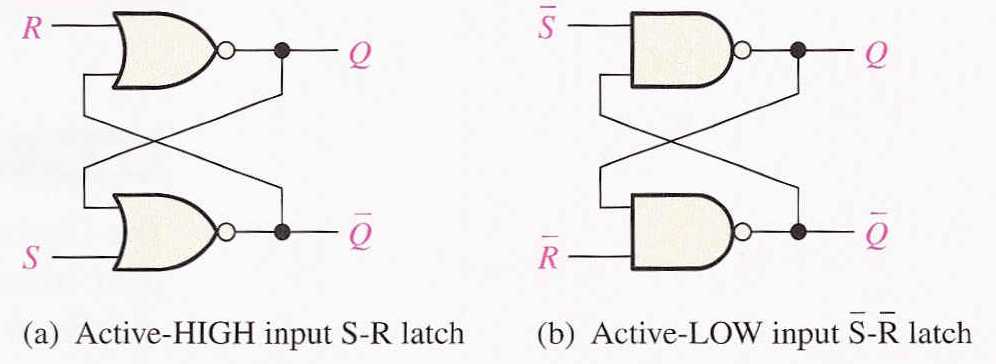 R
Q
S
Q̅
(a) Active-HIGH input S-R latch
S̅
Q
R̅
Q̅
(b) Active-LOW input S̅-R̅ latch